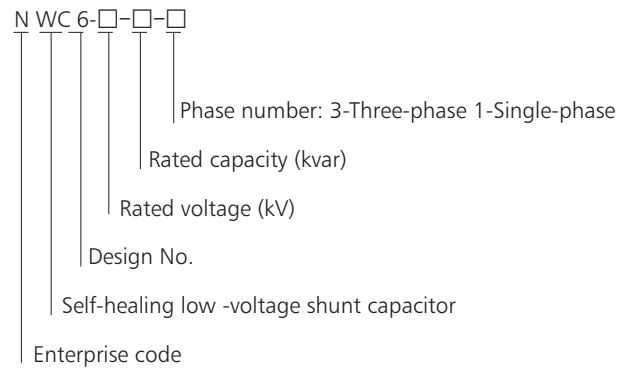 N WC 6-□-□-□
Phase number: 3-Three-phase 1-Single-phase
Rated capacity (kvar)
Rated voltage (kV)
Design No.
Self-healing low -voltage shunt capacitor
Enterprise code